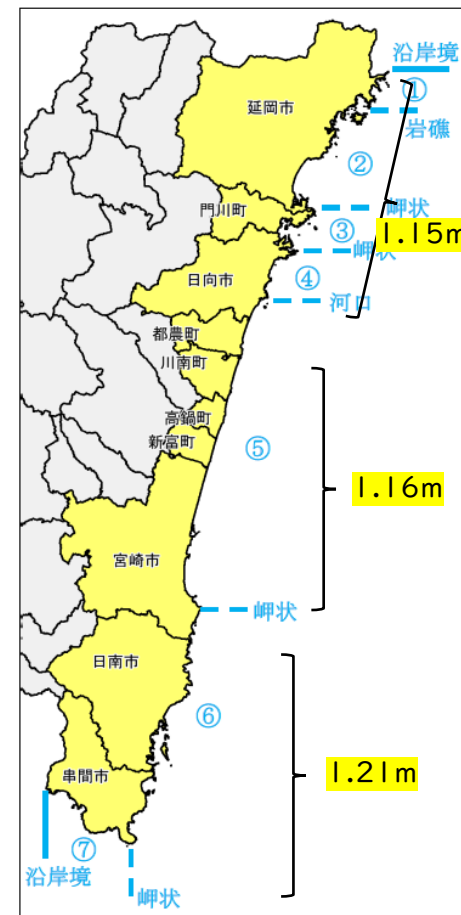 沿岸境
①
延岡市
岩礁
②
門川町
岬状
③
1.15m
岬状
日向市
④
河口
都農町
川南町
高鍋町
新富町
⑤
1.16m
宮崎市
岬状
日南市
⑥
串間市
1.21m
⑦
沿岸境
岬状